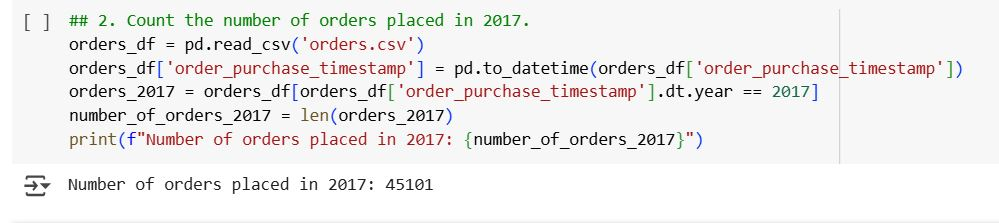 [ ] ## 2. Count the number of orders placed in 2017.
orders_df = pd.read_csv('orders.csv')
orders_df['order_purchase_timestamp'] = pd.to_datetime(orders_df['order_purchase_timestamp'])
orders_2017 = orders_df[orders_df['order_purchase_timestamp'].dt.year == 2017]
number_of_orders_2017 = len(orders_2017)
print(f"Number of orders placed in 2017: {number_of_orders_2017}")
Number of orders placed in 2017: 45101